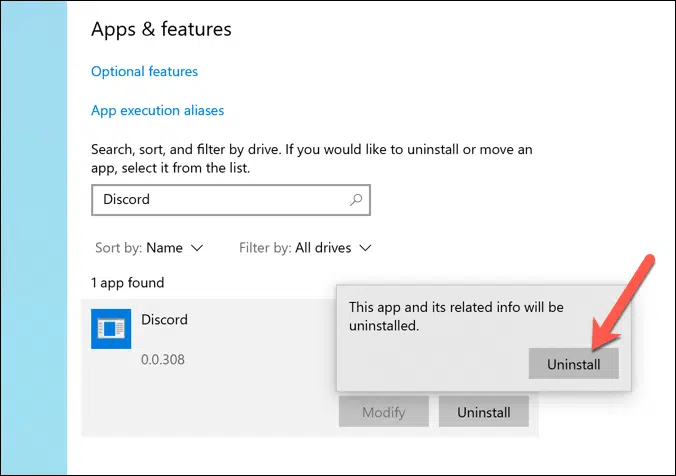 Apps & features
Optional features
App execution aliases
Search, sort, and filter by drive. If you would like to uninstall or move an
app, select it from the list.
Discord
Sort by: Name Filter by: All drives
1 app found
Discord
0.0.308
This app and its related info will be
uninstalled.
Uninstall
Modify Uninstall